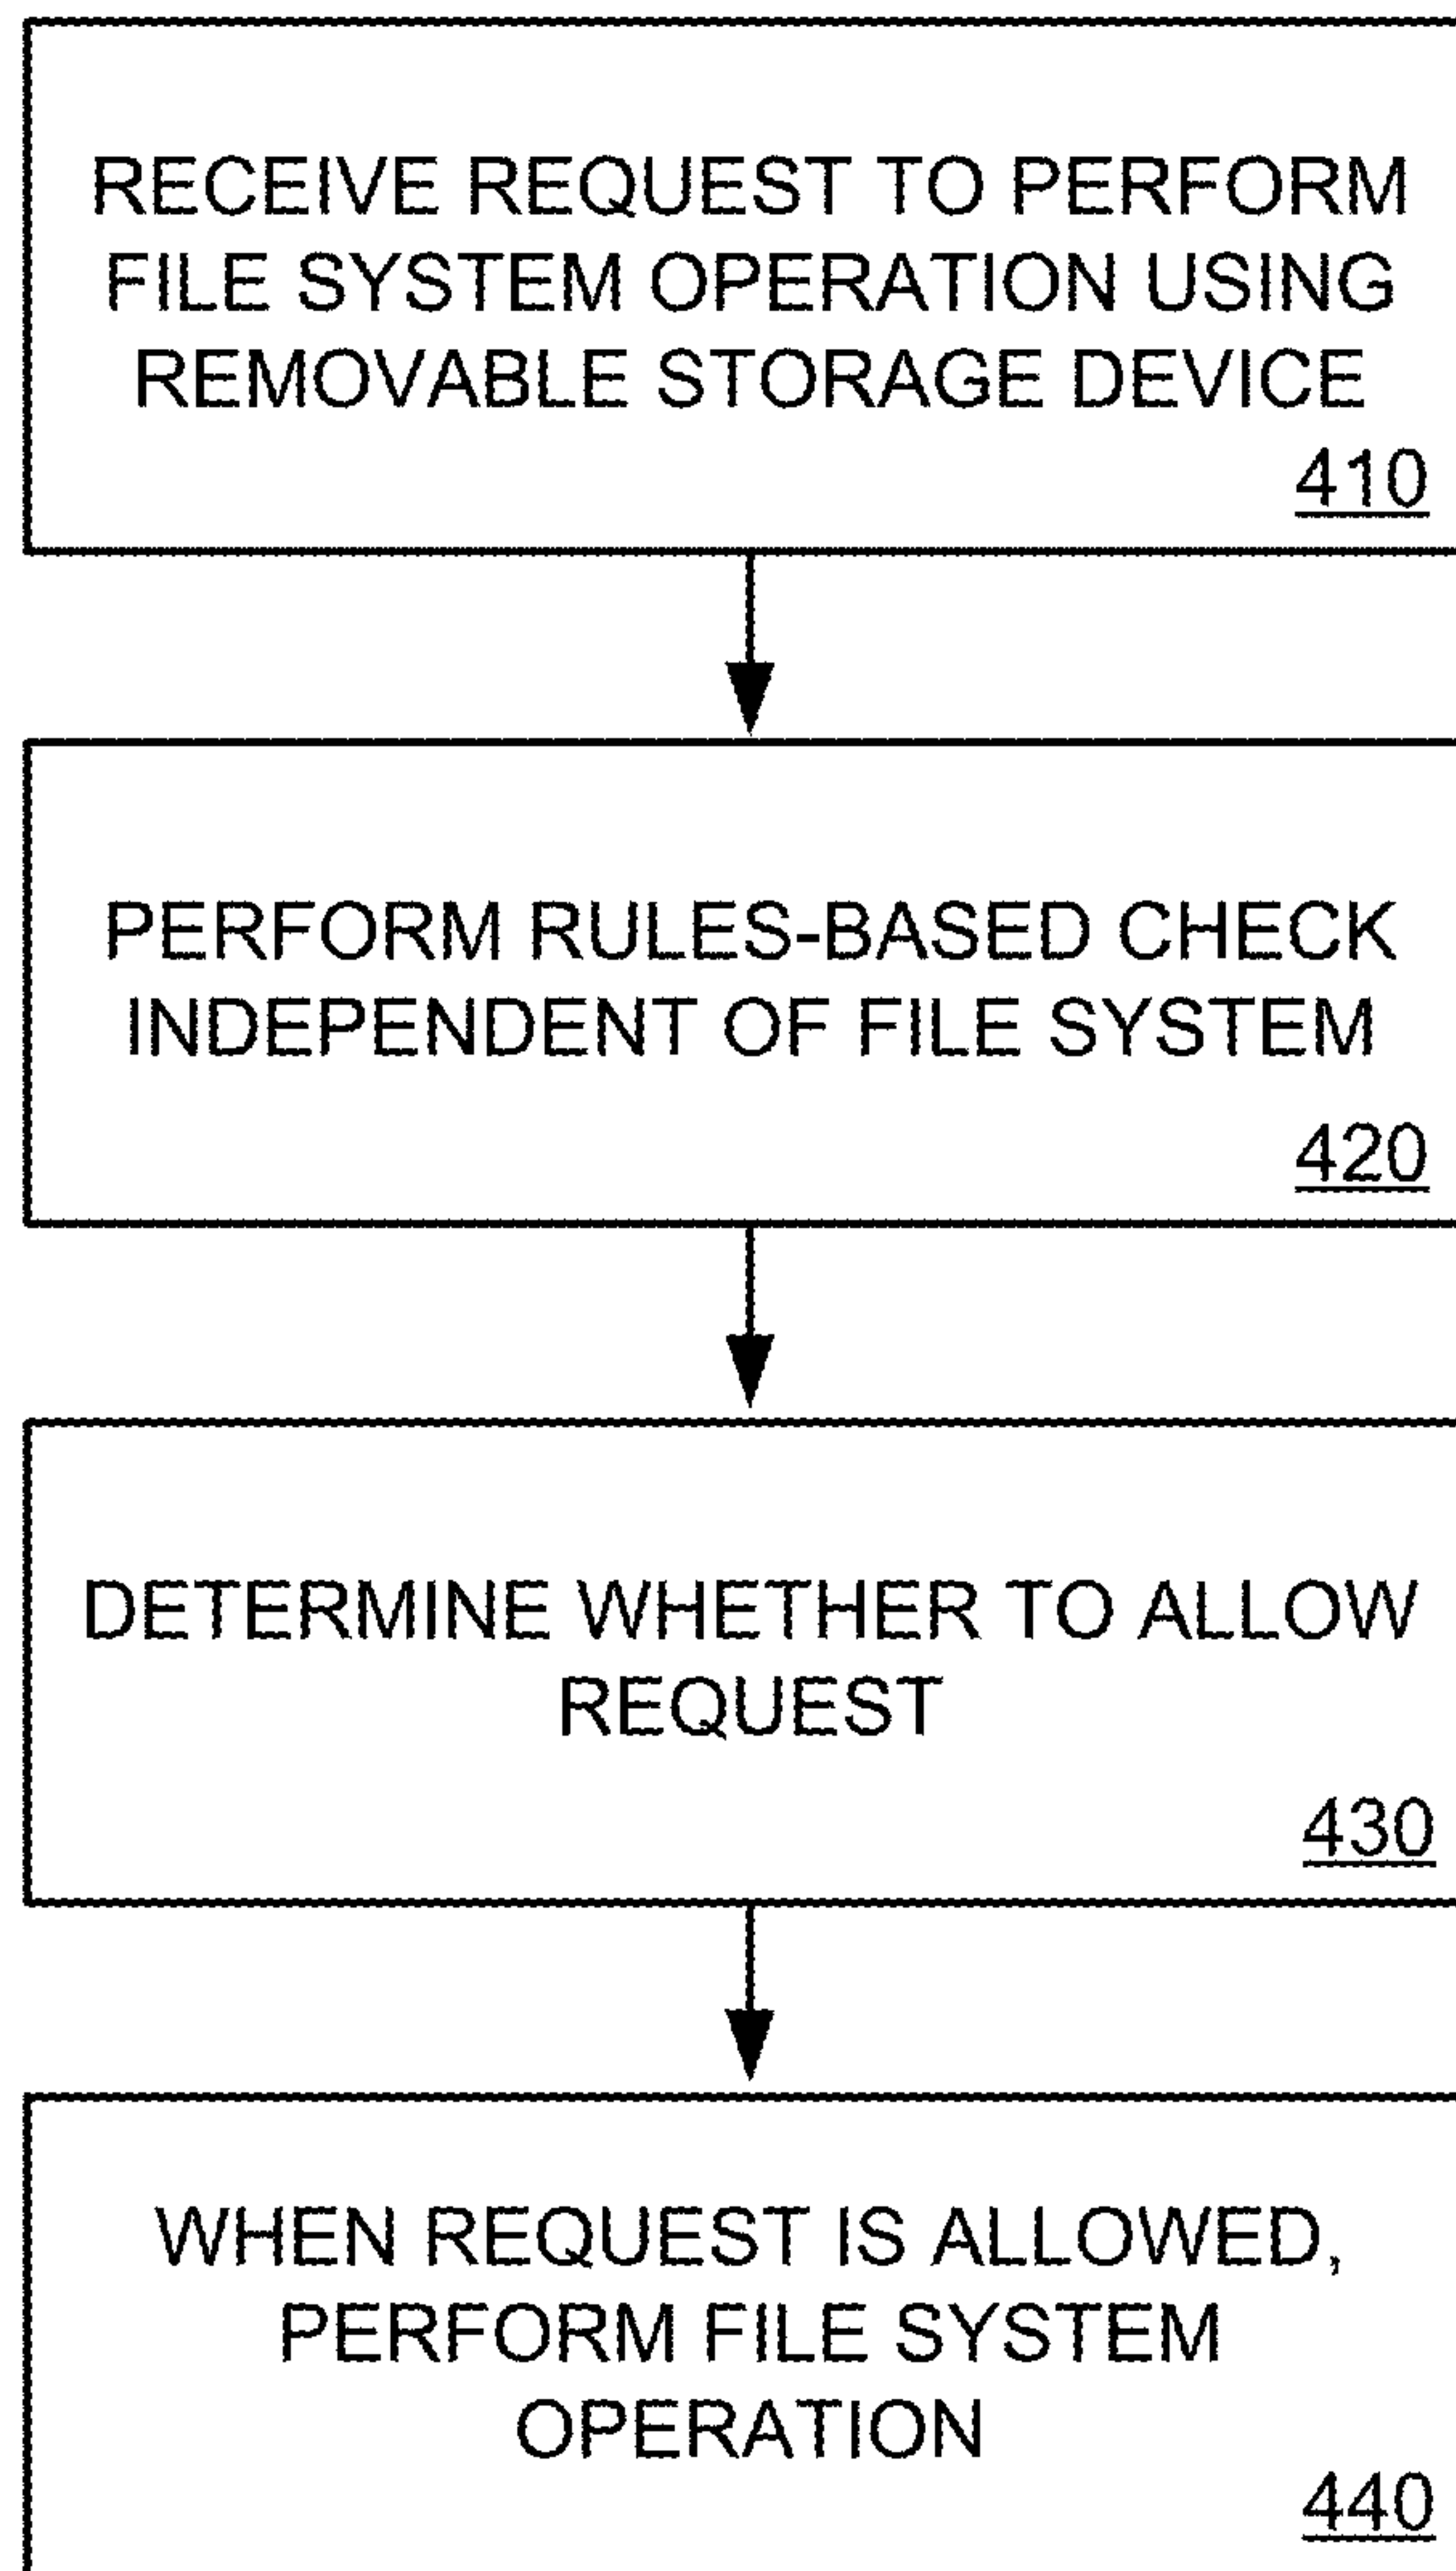 RECEIVE REQUEST TO PERFORM
FILE SYSTEM OPERATION USING
REMOVABLE STORAGE DEVICE
410
PERFORM RULES-BASED CHECK
INDEPENDENT OF FILE SYSTEM
420
DETERMINE WHETHER TO ALLOW
REQUEST
430
WHEN REQUEST IS ALLOWED,
PERFORM FILE SYSTEM
OPERATION
440